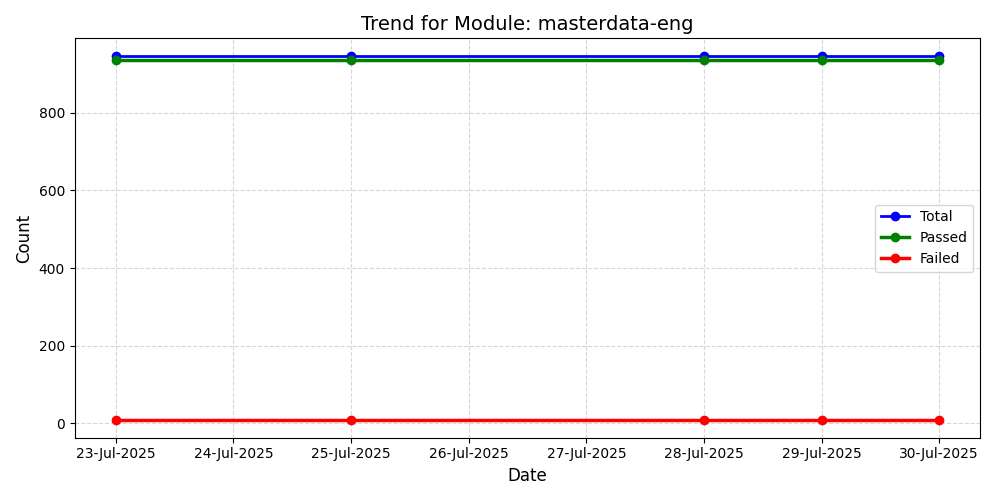 Trend for Module: masterdata-eng
Count
800
600
400
200
0
Total
Passed
Failed
23-Jul-2025 24-Jul-2025 25-Jul-2025 26-Jul-2025 27-Jul-2025 28-Jul-2025 29-Jul-2025 30-Jul-2025
Date